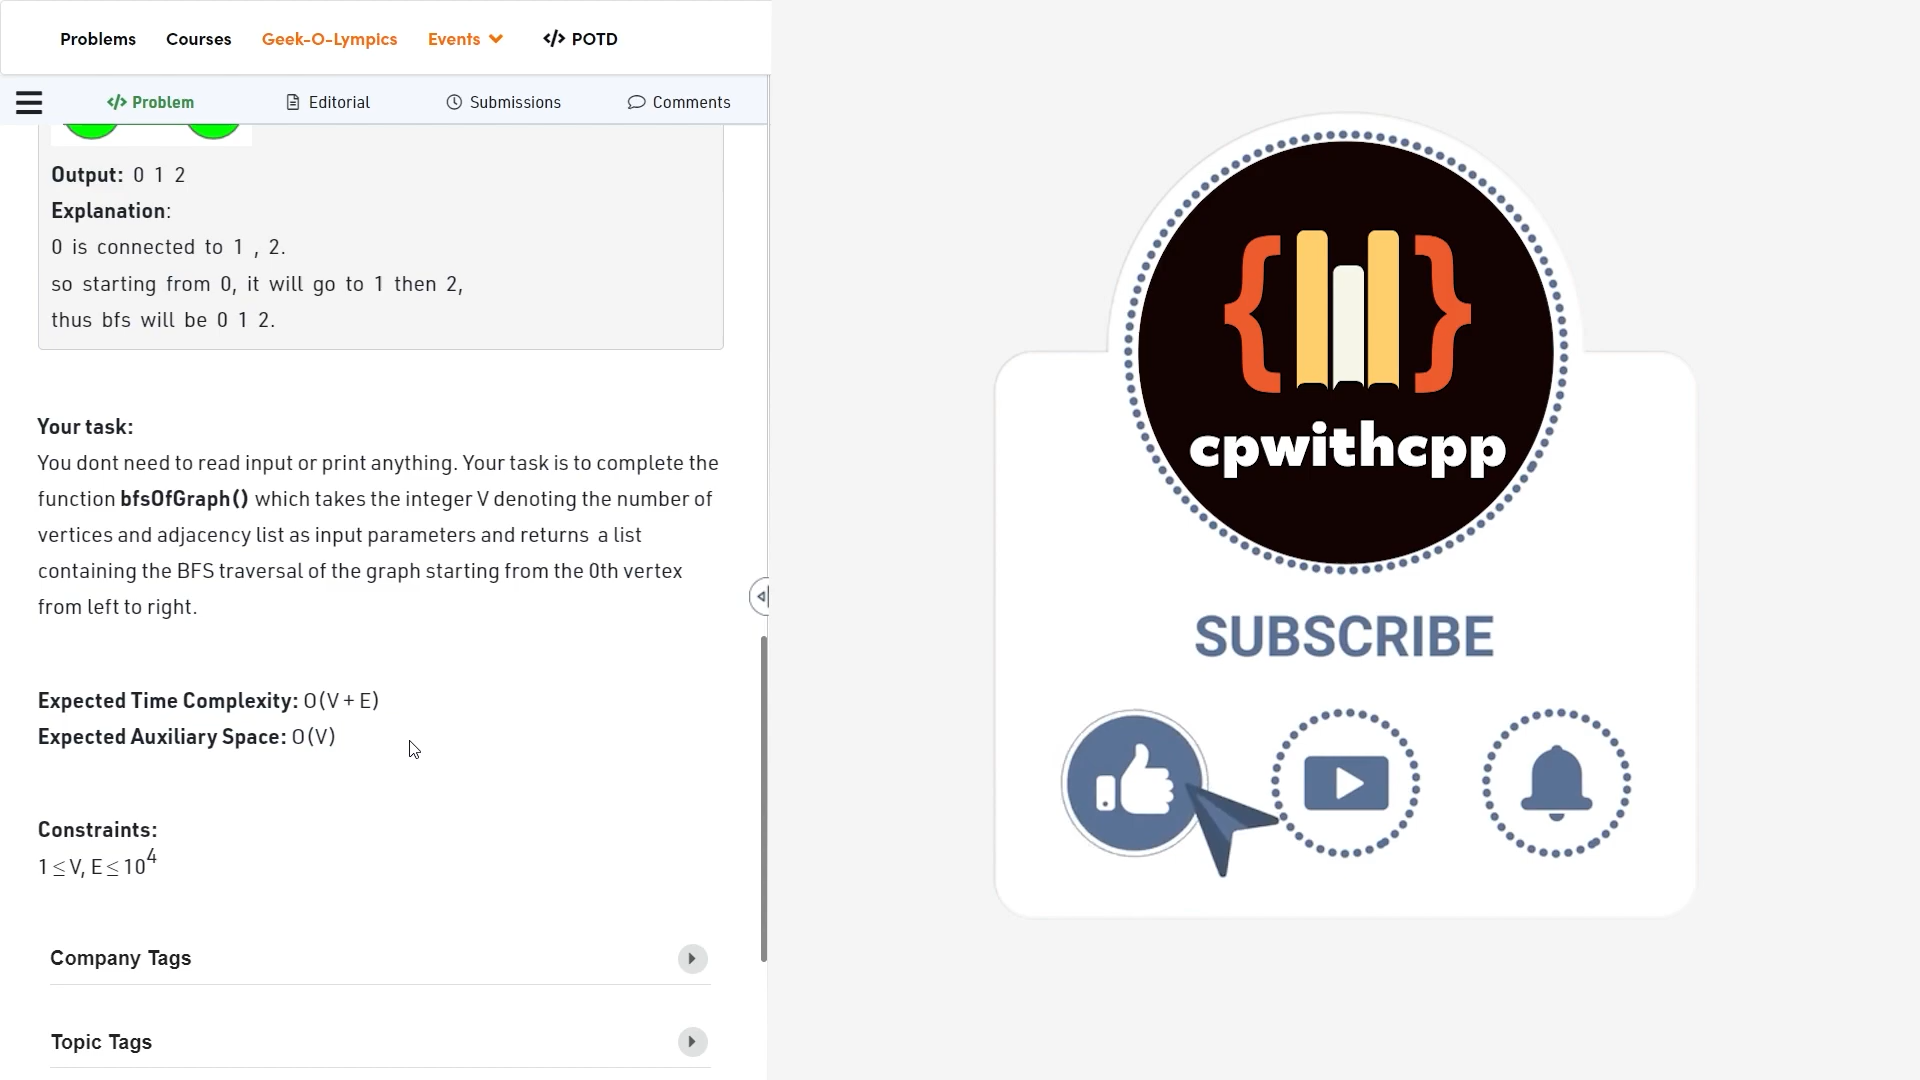 Problems Courses Geek-O-Lympics Events </> POTD
</> Problem Editorial Submissions Comments
Output: 0 1 2
Explanation:
0 is connected to 1 , 2.
so starting from 0, it will go to 1 then 2,
thus bfs will be 0 1 2.
Your task:
You dont need to read input or print anything. Your task is to complete the
function bfsOfGraph() which takes the integer V denoting the number of
vertices and adjacency list as input parameters and returns a list
containing the BFS traversal of the graph starting from the 0th vertex
from left to right.
Expected Time Complexity: O(V + E)
Expected Auxiliary Space: O(V)
Constraints:
1 ≤ V, E ≤ 10^4
Company Tags
Topic Tags
cpwithcpp
SUBSCRIBE